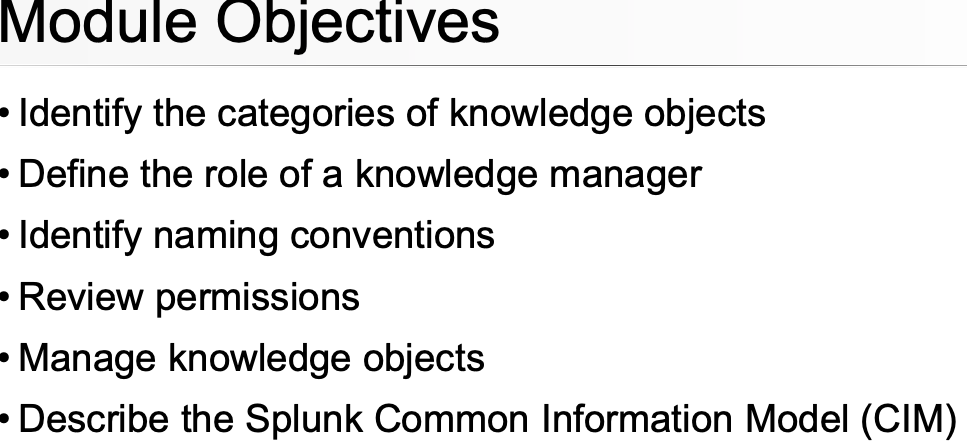 Module Objectives
• Identify the categories of knowledge objects
• Define the role of a knowledge manager
• Identify naming conventions
• Review permissions
• Manage knowledge objects
• Describe the Splunk Common Information Model (CIM)